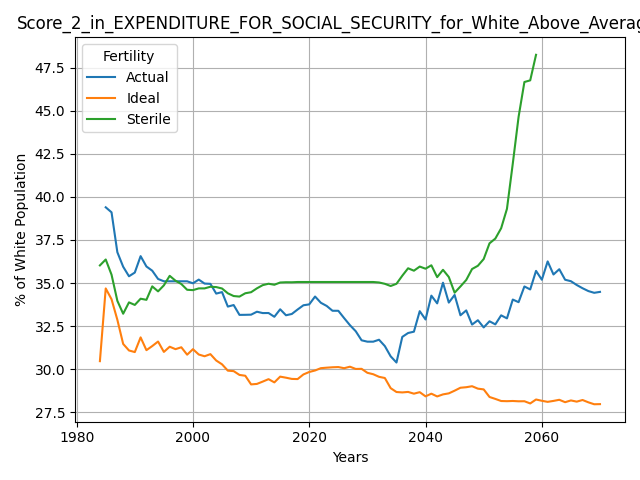 Score_2_in_EXPENDITURE_FOR_SOCIAL_SECURITY_for_White_Above_Averag
Fertility
Actual
Ideal
Sterile
% of White Population
47.5
45.0
42.5
40.0
37.5
35.0
32.5
30.0
27.5
1980
2000
2020
2040
2060
Years